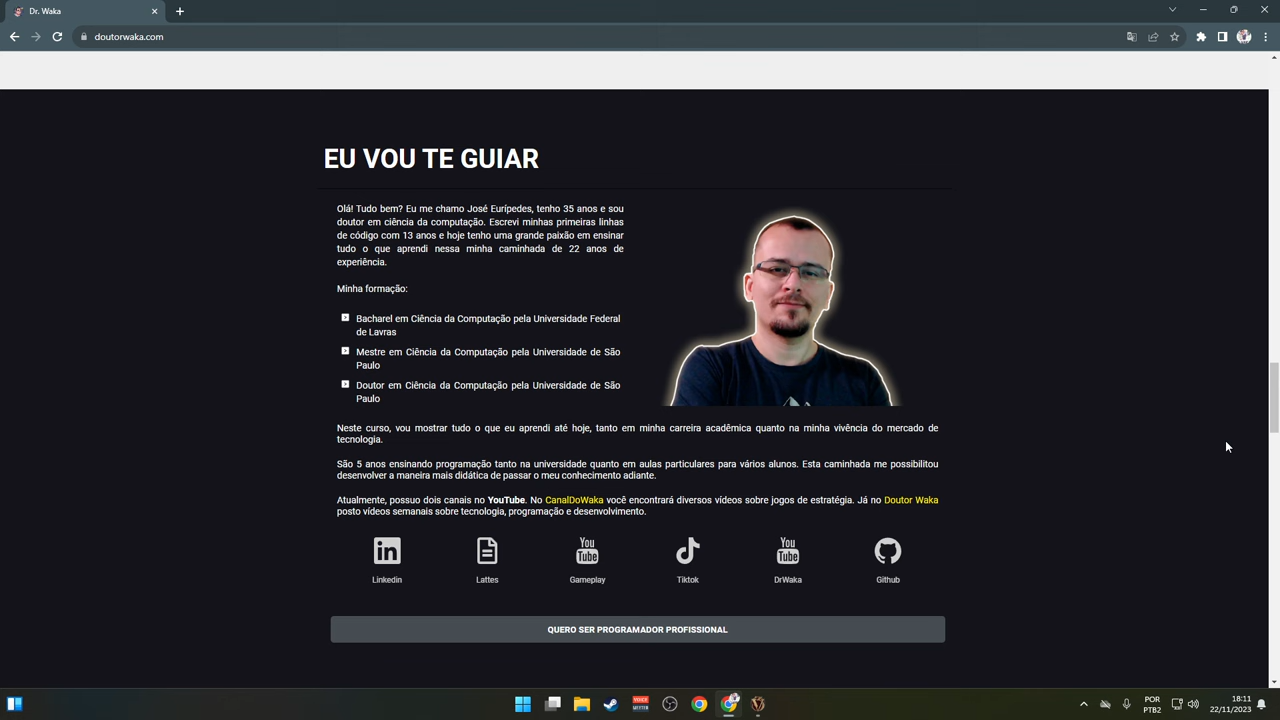 Dr. Waka
doutorwaka.com
EU VOU TE GUIAR
Olá! Tudo bem? Eu me chamo José Eurípedes, tenho 35 anos e sou
doutor em ciência da computação. Escrevi minhas primeiras linhas
de código com 13 anos e hoje tenho uma grande paixão em ensinar
tudo o que aprendi nessa minha caminhada de 22 anos de
experiência.
Minha formação:
Bacharel em Ciência da Computação pela Universidade Federal
de Lavras
Mestre em Ciência da Computação pela Universidade de São
Paulo
Doutor em Ciência da Computação pela Universidade de São
Paulo
Neste curso, vou mostrar tudo o que eu aprendi até hoje, tanto em minha carreira acadêmica quanto na minha vivência do mercado de
tecnologia.
São 5 anos ensinando programação tanto na universidade quanto em aulas particulares para vários alunos. Esta caminhada me possibilitou
desenvolver a maneira mais didática de passar o meu conhecimento adiante.
Atualmente, possuo dois canais no YouTube. No CanalDoWaka você encontrará diversos vídeos sobre jogos de estratégia. Já no Doutor Waka
posto vídeos semanais sobre tecnologia, programação e desenvolvimento.
You Tube You Tube
Linkedin Lattes Gameplay Tiktok DrWaka Github
QUERO SER PROGRAMADOR PROFISSIONAL
POR 18:11
PTB2 22/11/2023